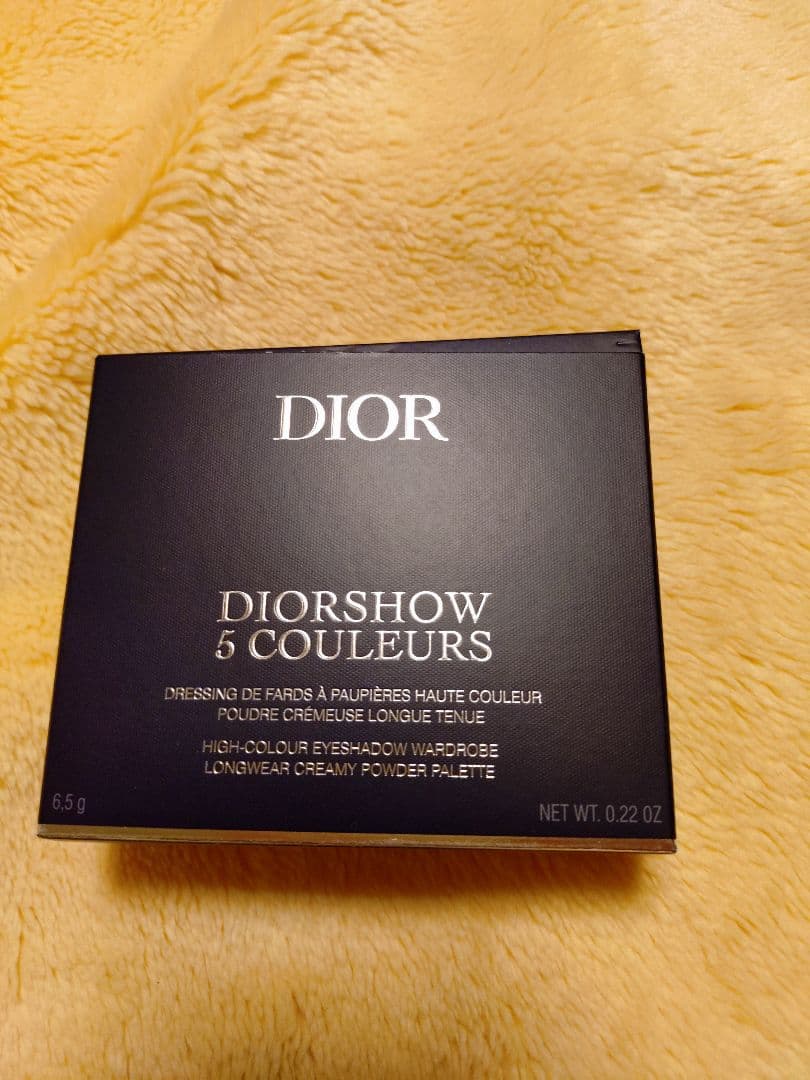 DIOR
DIORSHOW
5 COULEURS
DRESSING DE FARDS À PAUPIÈRES HAUTE COULEUR
POUDRE CRÉMEUSE LONGUE TENUE
HIGH-COLOUR EYESHADOW WARDROBE
LONGWEAR CREAMY POWDER PALETTE
6,5 g
NET WT. 0.22 OZ